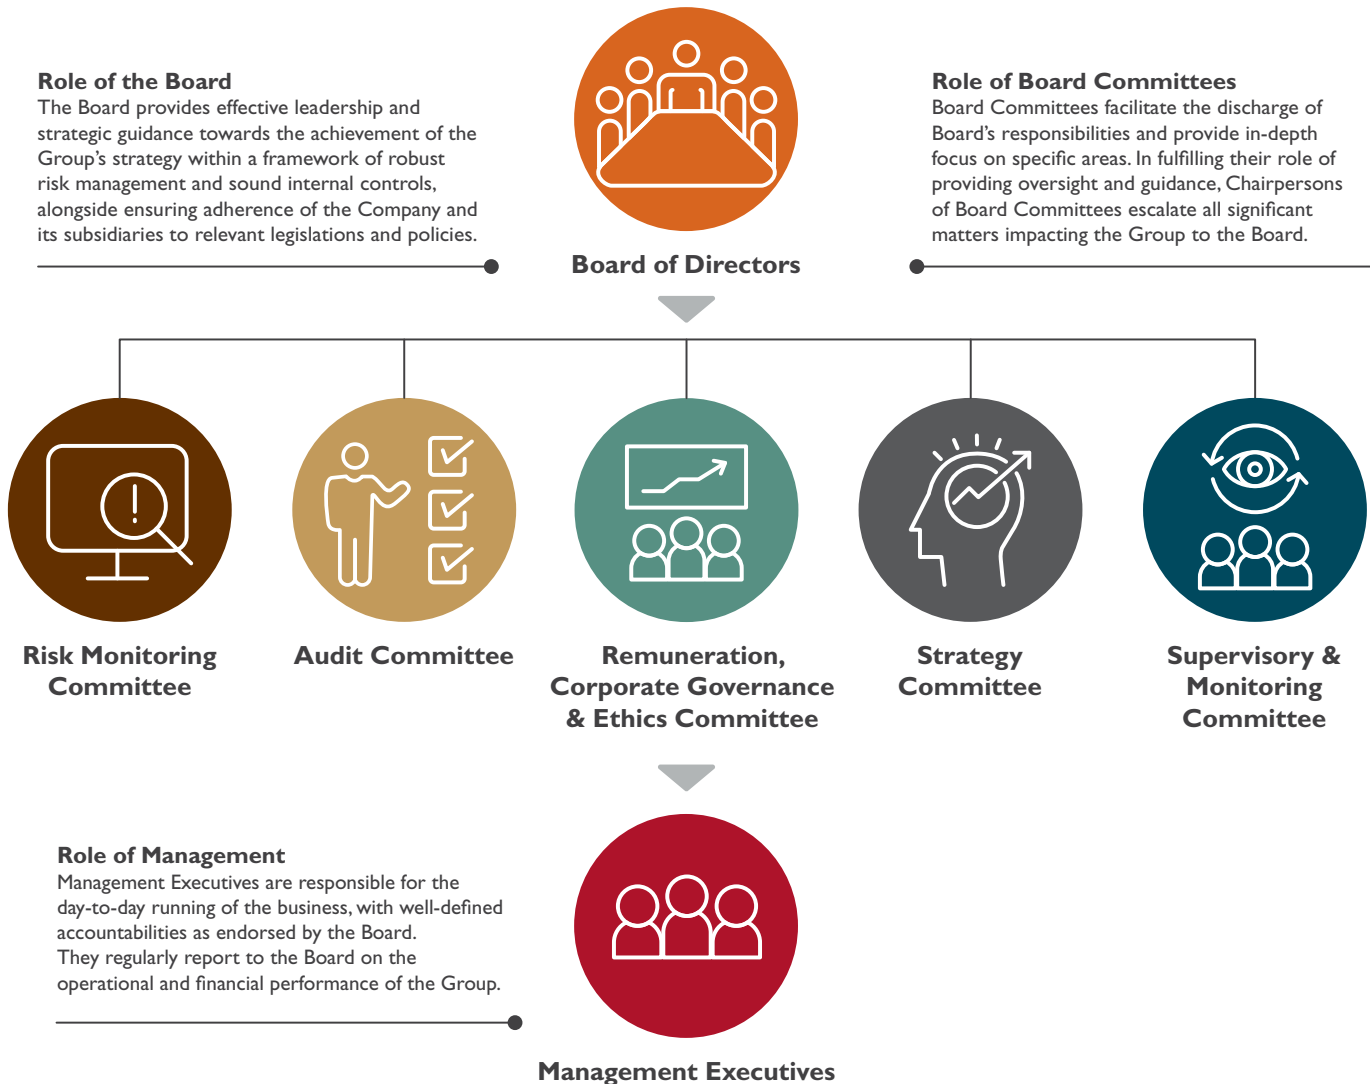 Role of the Board
The Board provides effective leadership and
strategic guidance towards the achievement of the
Group's strategy within a framework of robust
risk management and sound internal controls,
alongside ensuring adherence of the Company and
its subsidiaries to relevant legislations and policies.
Board of Directors
Role of Board Committees
Board Committees facilitate the discharge of
Board's responsibilities and provide in-depth
focus on specific areas. In fulfilling their role of
providing oversight and guidance, Chairpersons
of Board Committees escalate all significant
matters impacting the Group to the Board.
Risk Monitoring
Committee
Audit Committee
Remuneration,
Corporate Governance
& Ethics Committee
Strategy
Committee
Supervisory &
Monitoring
Committee
Role of Management
Management Executives are responsible for the
day-to-day running of the business, with well-defined
accountabilities as endorsed by the Board.
They regularly report to the Board on the
operational and financial performance of the Group.
Management Executives